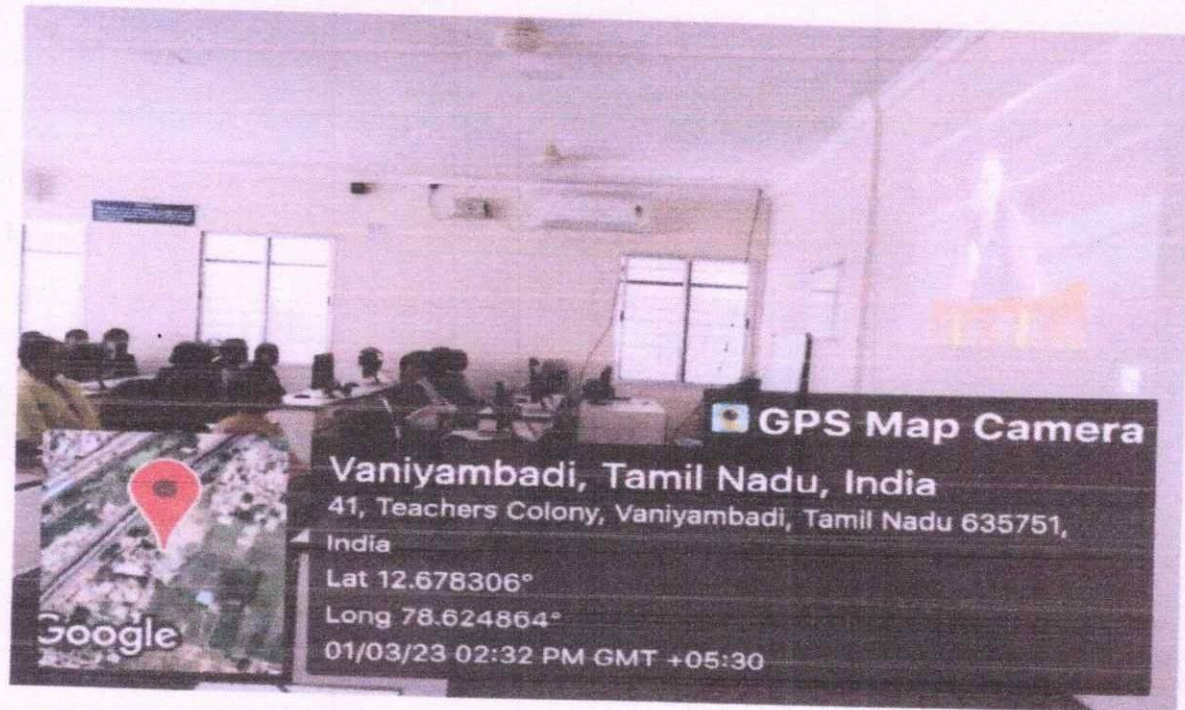 GPS Map Camera
Vaniyambadi, Tamil Nadu, India
41, Teachers Colony, Vaniyambadi, Tamil Nadu 635751,
India
Lat 12.678306°
Long 78.624864°
01/03/23 02:32 PM GMT +05:30
Google